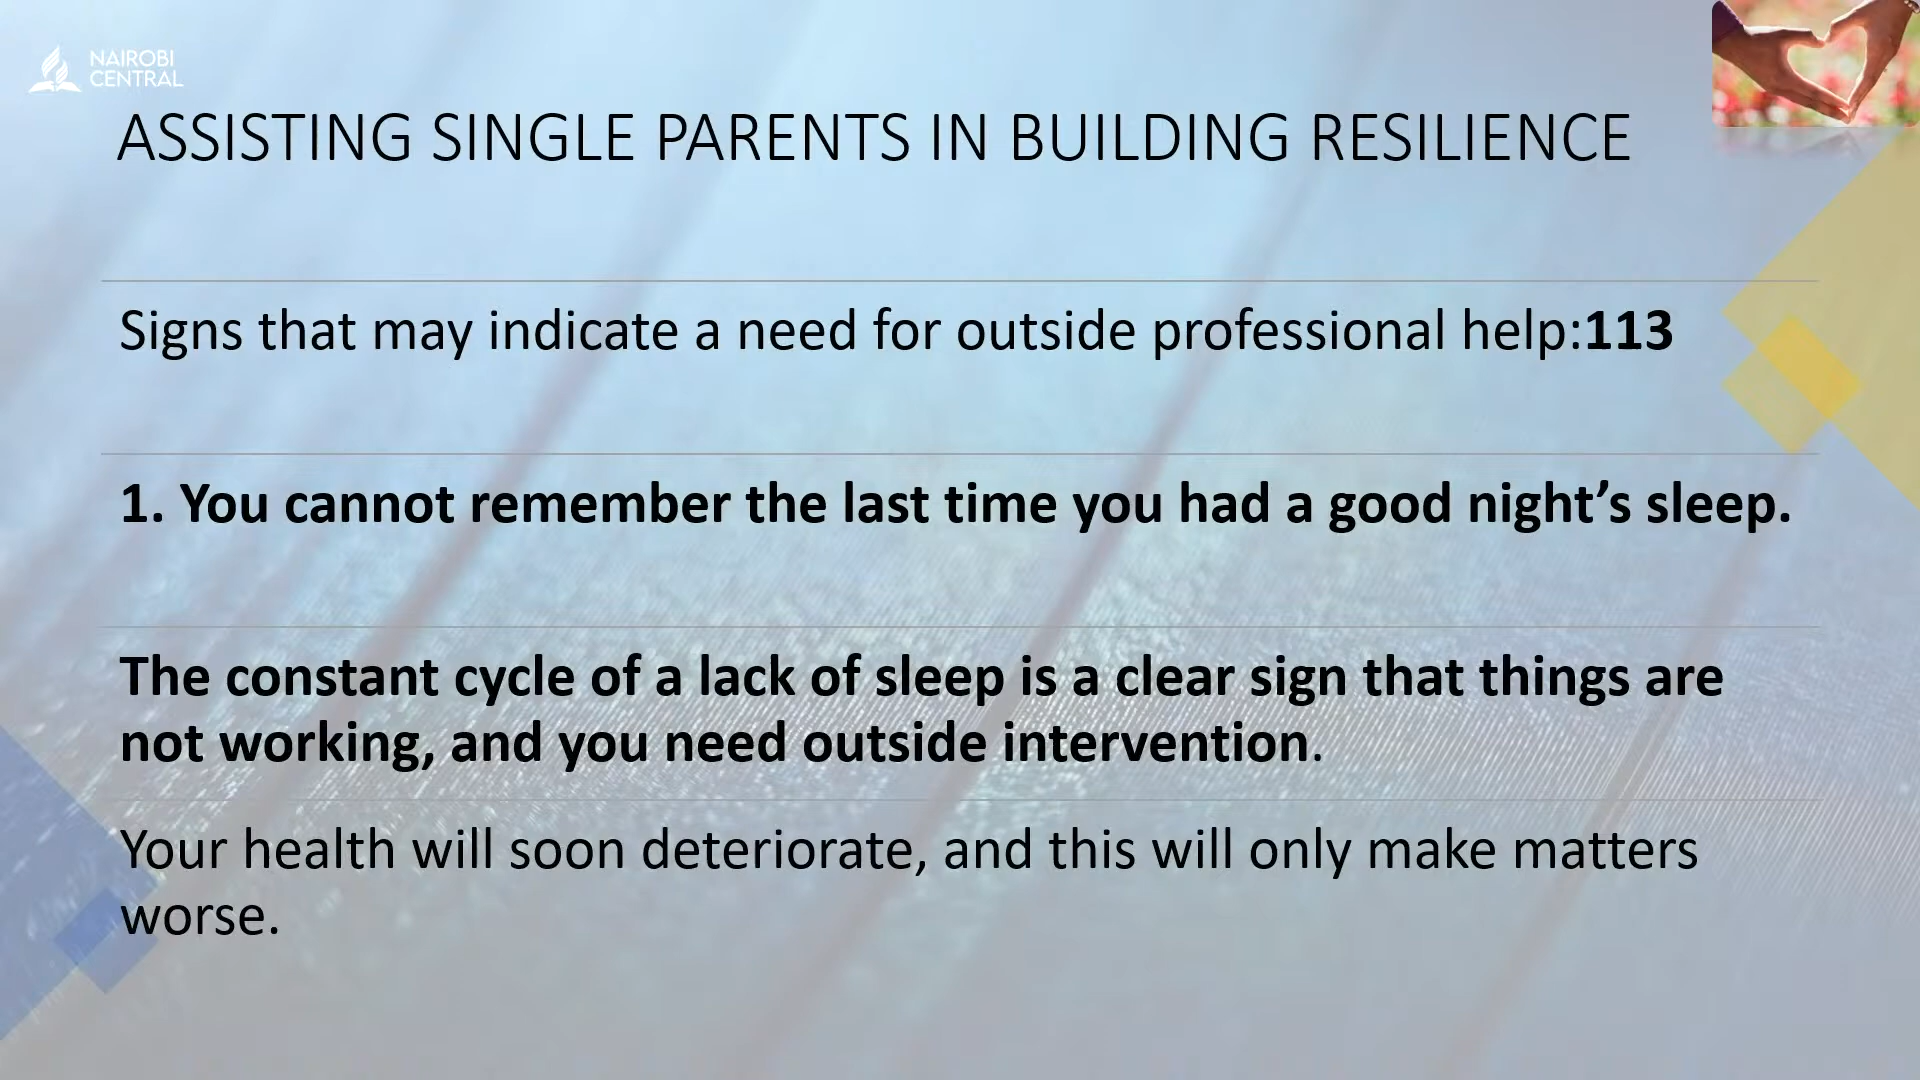 NAIROBI
CENTRAL
ASSISTING SINGLE PARENTS IN BUILDING RESILIENCE
Signs that may indicate a need for outside professional help:113
1. You cannot remember the last time you had a good night’s sleep.
The constant cycle of a lack of sleep is a clear sign that things are
not working, and you need outside intervention.
Your health will soon deteriorate, and this will only make matters
worse.